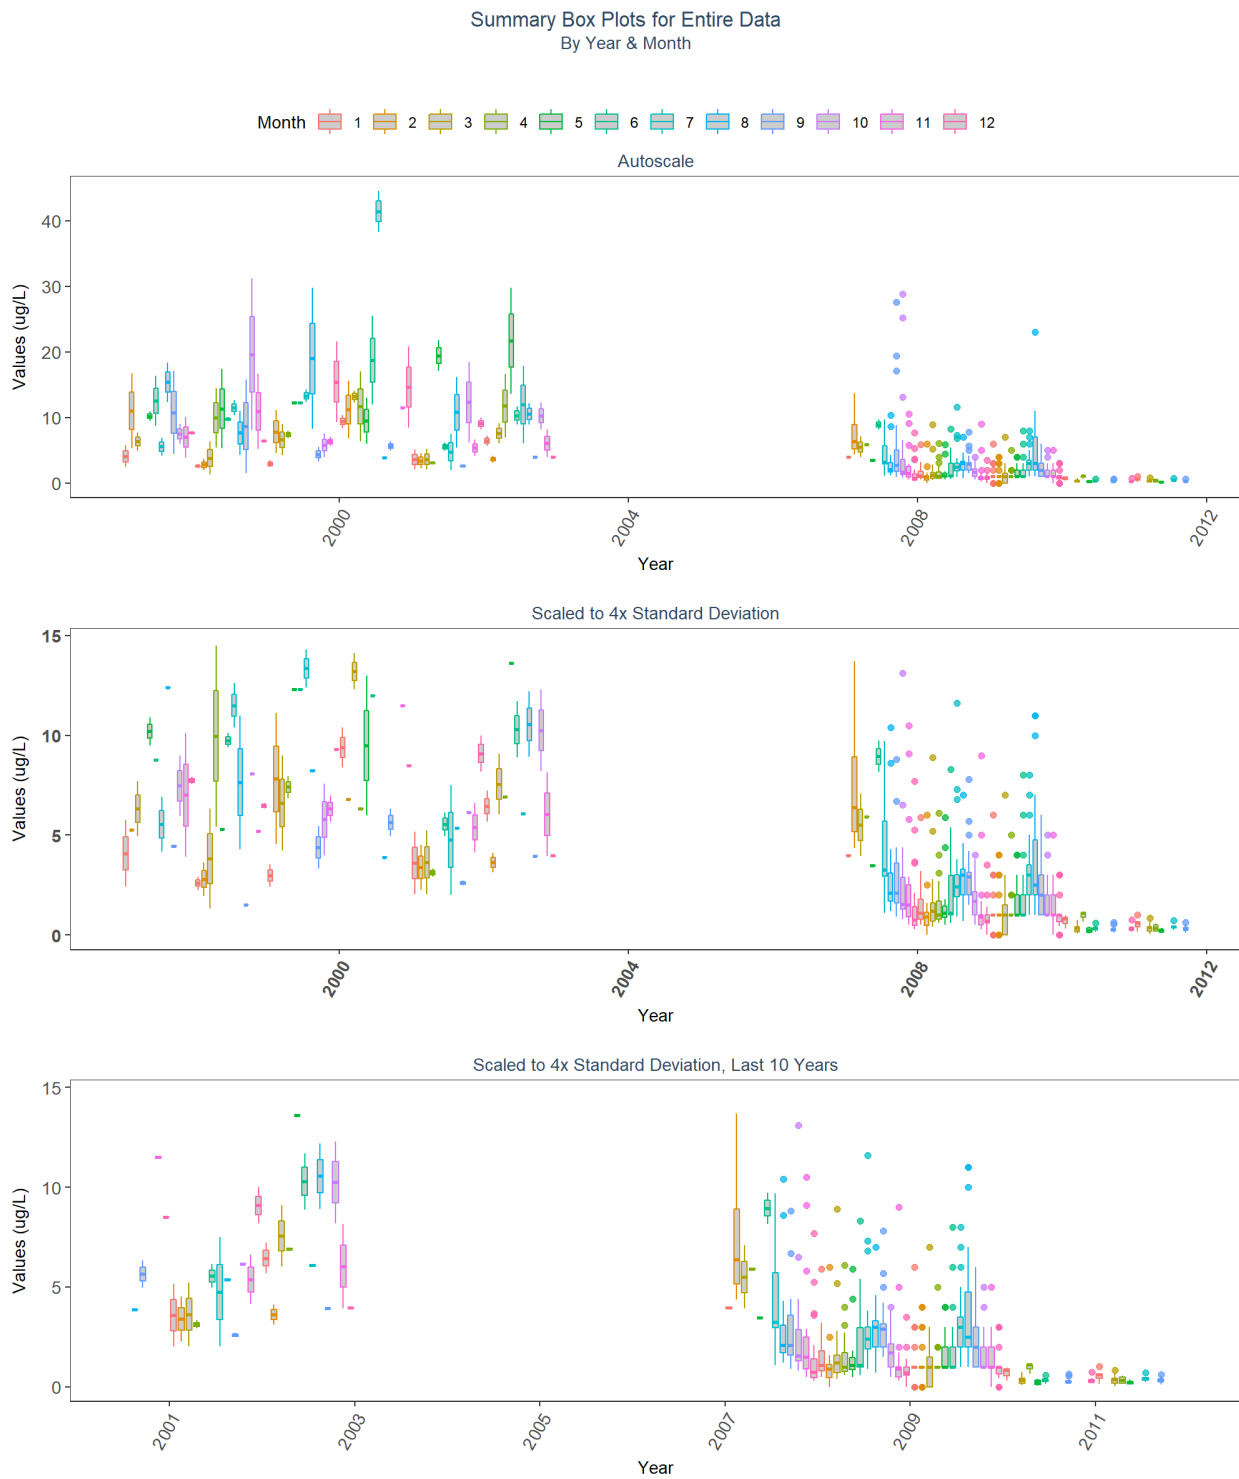 Summary Box Plots for Entire Data
By Year & Month
Month 1 2 3 4 5 6 7 8 9 10 11 12
Autoscale
Values (ug/L)
40
30
20
10
0
2000 2004 2008 2012
Year
Scaled to 4x Standard Deviation
Values (ug/L)
15
10
5
0
2000 2004 2008 2012
Year
Scaled to 4x Standard Deviation, Last 10 Years
Values (ug/L)
15
10
5
0
2001 2003 2005 2007 2009 2011
Year